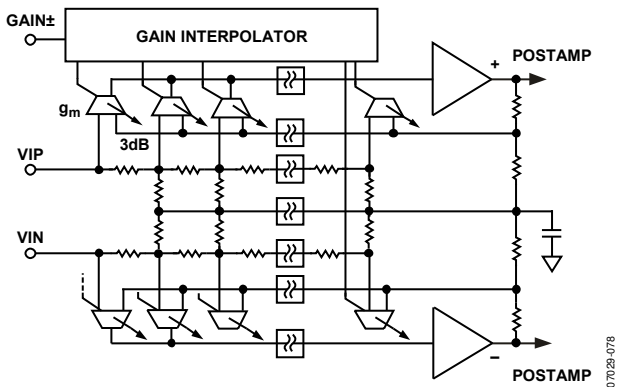 GAIN±
GAIN INTERPOLATOR
+
POSTAMP
gm
3dB
VIP
VIN
–
POSTAMP
07029-078